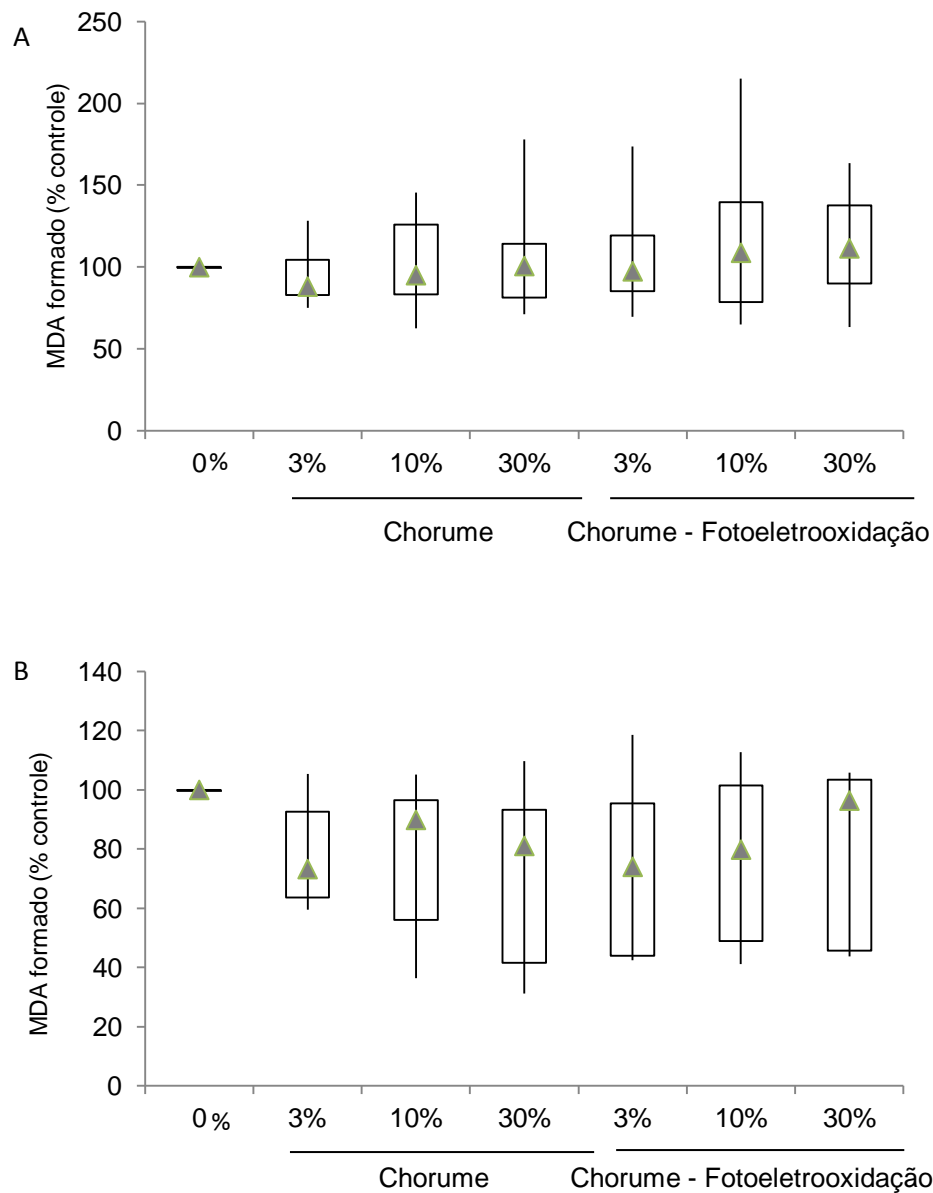 A
MDA formado (% controle)
250
200
150
100
50
0
0% 3% 10% 30% 3% 10% 30%
Chorume Chorume - Fotoeletrooxidação
B
MDA formado (% controle)
140
120
100
80
60
40
20
0
0% 3% 10% 30% 3% 10% 30%
Chorume Chorume - Fotoeletrooxidação